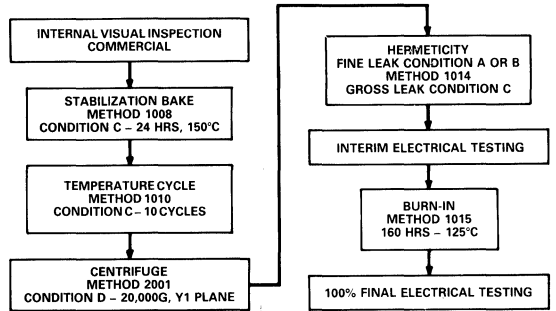 INTERNAL VISUAL INSPECTION
COMMERCIAL
STABILIZATION BAKE
METHOD 1008
CONDITION C – 24 HRS, 150°C
TEMPERATURE CYCLE
METHOD 1010
CONDITION C – 10 CYCLES
CENTRIFUGE
METHOD 2001
CONDITION D – 20,000G, Y1 PLANE
HERMETICITY
FINE LEAK CONDITION A OR B
METHOD 1014
GROSS LEAK CONDITION C
INTERIM ELECTRICAL TESTING
BURN-IN
METHOD 1015
160 HRS – 125°C
100% FINAL ELECTRICAL TESTING